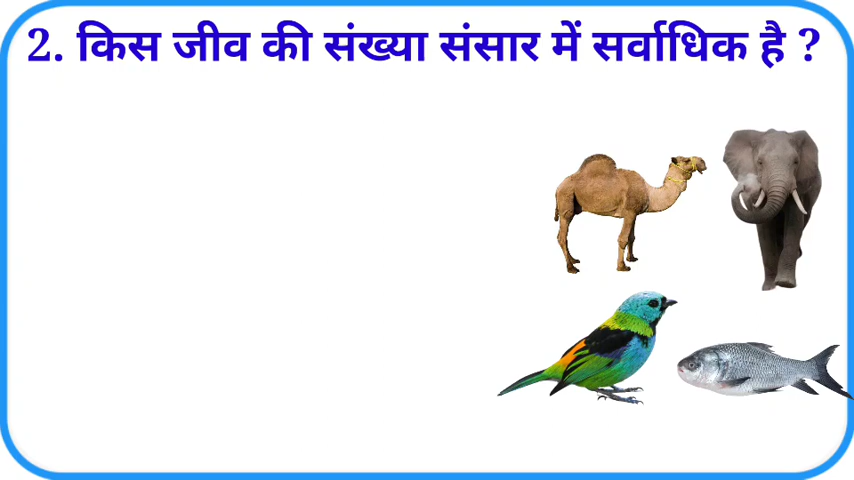 2. किस जीव की संख्या संसार में सर्वाधिक है ?